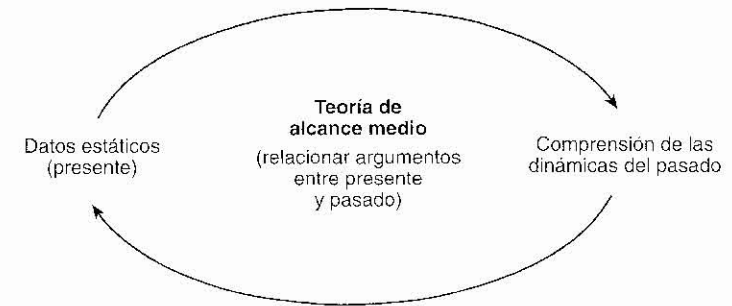 Teoría de
alcance medio
(relacionar argumentos
entre presente
y pasado)
Datos estáticos
(presente)
Comprensión de las
dinámicas del pasado